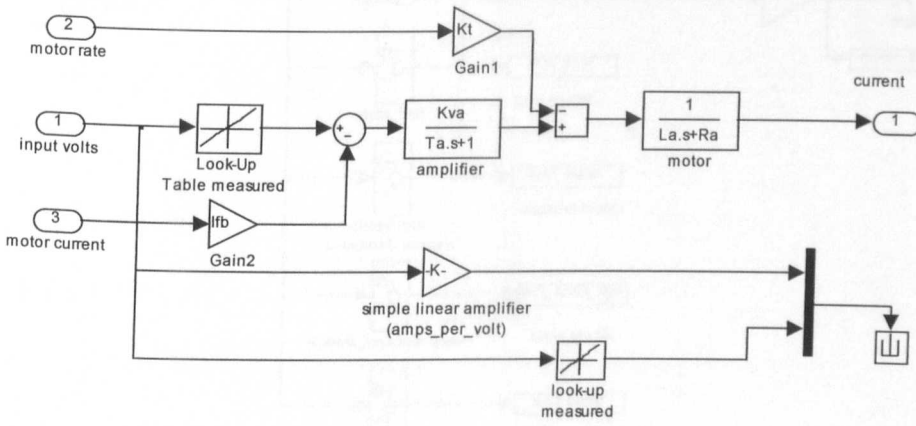 2
motor rate
Kt
Gain1
current
1
input volts
Look-Up
Table measured
+
-
Kva
Ta.s+1
amplifier
-
+
1
La.s+Ra
motor
1
3
motor current
Ifb
Gain2
-K-
simple linear amplifier
(amps_per_volt)
look-up
measured